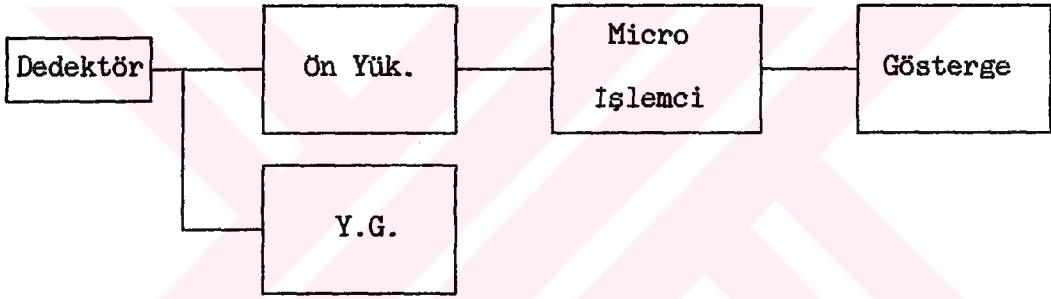 Dedektör
Ön Yük.
Micro
İşlemci
Gösterge
Y.G.